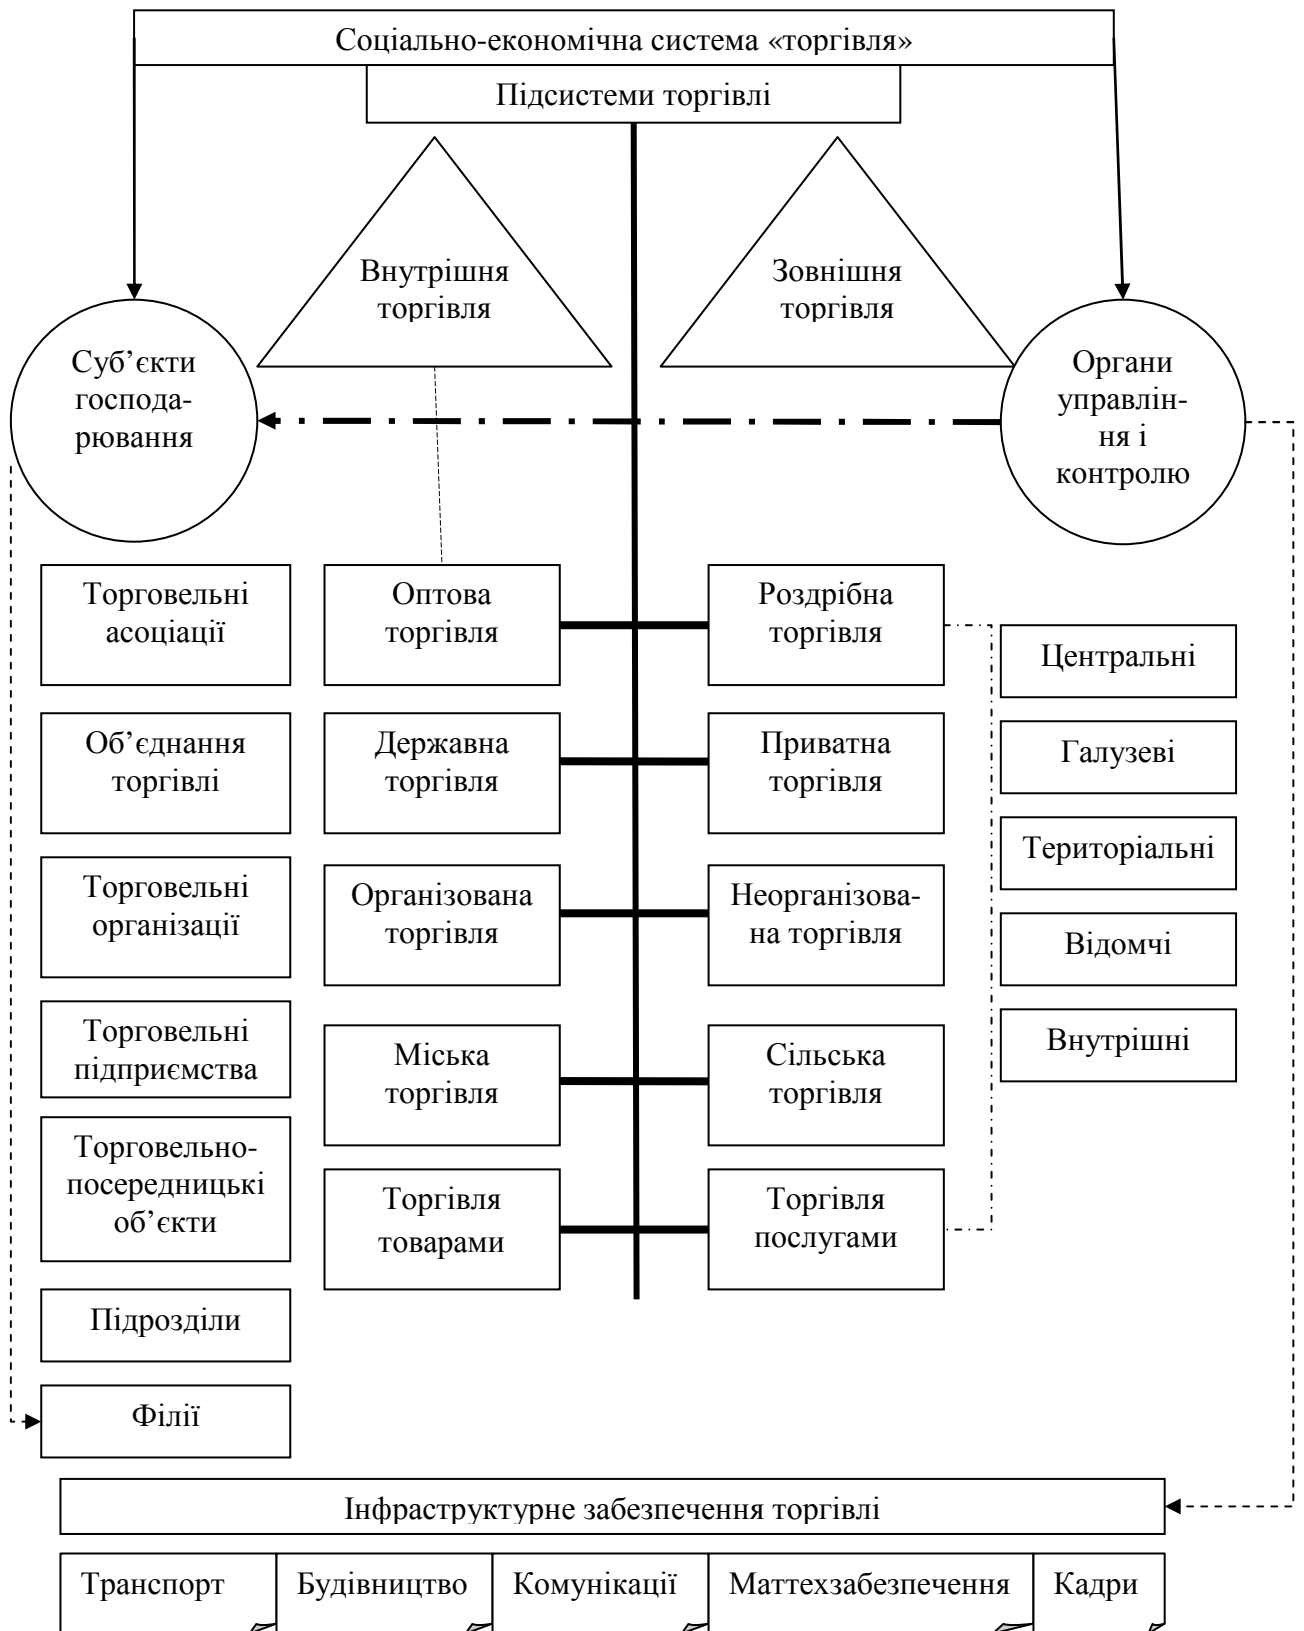 Соціально-економічна система «торгівля»
Підсистеми торгівлі
Внутрішня
торгівля
Зовнішня
торгівля
Суб’єкти
господа-
рювання
Органи
управлін-
ня і
контролю
Торговельні
асоціації
Об’єднання
торгівлі
Торговельні
організації
Торговельні
підприємства
Торговельно-
посередницькі
об’єкти
Підрозділи
Філії
Оптова
торгівля
Роздрібна
торгівля
Державна
торгівля
Приватна
торгівля
Організована
торгівля
Неорганізова-
на торгівля
Міська
торгівля
Сільська
торгівля
Торгівля
товарами
Торгівля
послугами
Центральні
Галузеві
Територіальні
Відомчі
Внутрішні
Інфраструктурне забезпечення торгівлі
Транспорт
Будівництво
Комунікації
Маттехзабезпечення
Кадри